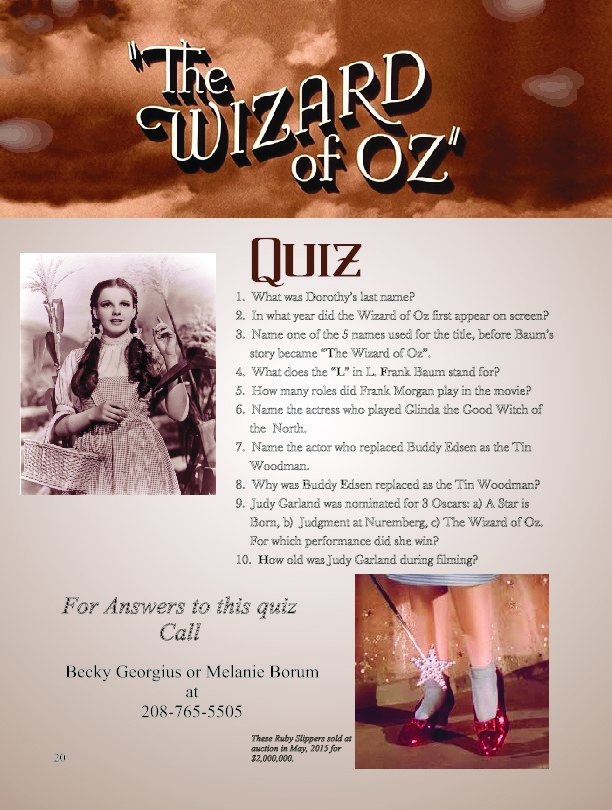 "The
WIZARD
of OZ"
QUIZ
1. What was Dorothy's last name?
2. In what year did the Wizard of Oz first appear on screen?
3. Name one of the 5 names used for the title, before Baum's
story became "The Wizard of Oz".
4. What does the "L" in L. Frank Baum stand for?
5. How many roles did Frank Morgan play in the movie?
6. Name the actress who played Glinda the Good Witch of
the North.
7. Name the actor who replaced Buddy Edsen as the Tin
Woodman.
8. Why was Buddy Edsen replaced as the Tin Woodman?
9. Judy Garland was nominated for 3 Oscars: a) A Star is
Born, b) Judgment at Nuremberg, c) The Wizard of Oz.
For which performance did she win?
10. How old was Judy Garland during filming?
For Answers to this quiz
Call
Becky Georgius or Melanie Borum
at
208-765-5505
These Ruby Slippers sold at
auction in May, 2015 for
$2,000,000.
20